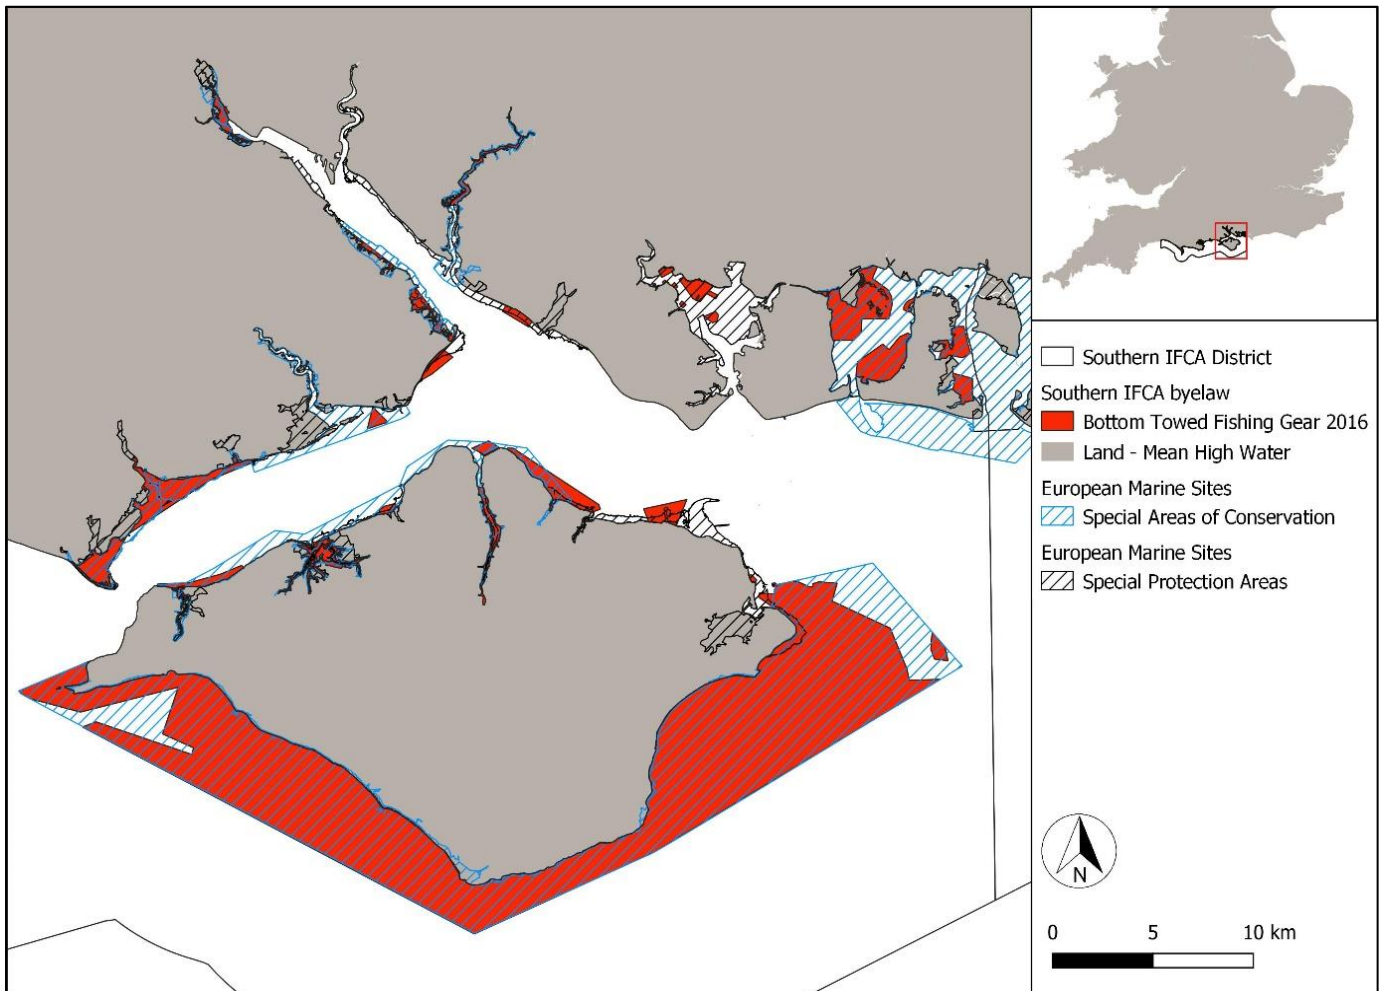 Southern IFCA District
Southern IFCA byelaw
Bottom Towed Fishing Gear 2016
Land - Mean High Water
European Marine Sites
Special Areas of Conservation
European Marine Sites
Special Protection Areas
N
0 5 10 km